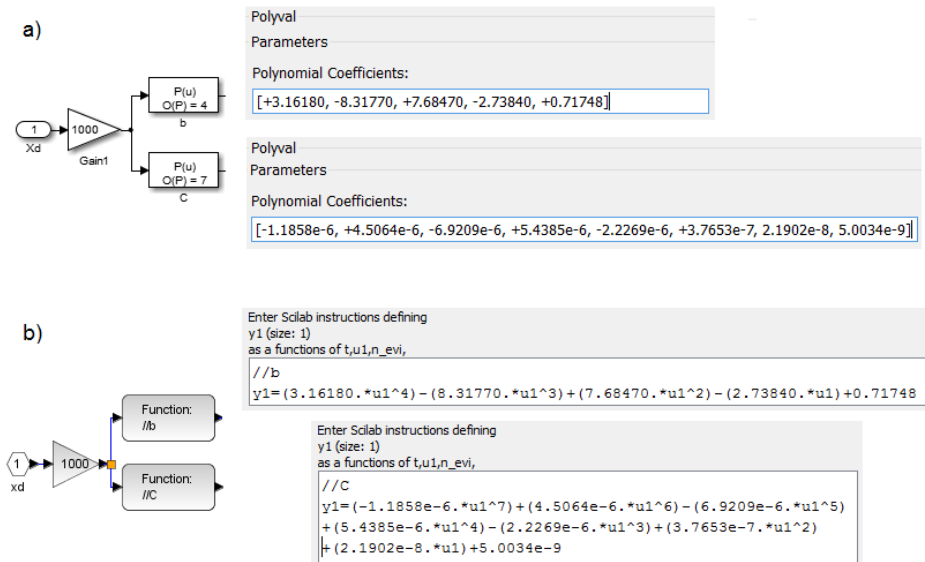 a)
1
Xd
1000
Gain1
P(u)
O(P) = 4
b
P(u)
O(P) = 7
C
Polyval
Parameters
Polynomial Coefficients:
[+3.16180, -8.31770, +7.68470, -2.73840, +0.71748]
Polyval
Parameters
Polynomial Coefficients:
[-1.1858e-6, +4.5064e-6, -6.9209e-6, +5.4385e-6, -2.2269e-6, +3.7653e-7, 2.1902e-8, 5.0034e-9]
b)
1
xd
1000
Function:
//b
Function:
//C
Enter Scilab instructions defining
y1 (size: 1)
as a functions of t,u1,n_evi,
//b
y1=(3.16180.*u1^4)-(8.31770.*u1^3)+(7.68470.*u1^2)-(2.73840.*u1)+0.71748
Enter Scilab instructions defining
y1 (size: 1)
as a functions of t,u1,n_evi,
//C
y1=(-1.1858e-6.*u1^7)+(4.5064e-6.*u1^6)-(6.9209e-6.*u1^5)
+(5.4385e-6.*u1^4)-(2.2269e-6.*u1^3)+(3.7653e-7.*u1^2)
+(2.1902e-8.*u1)+5.0034e-9